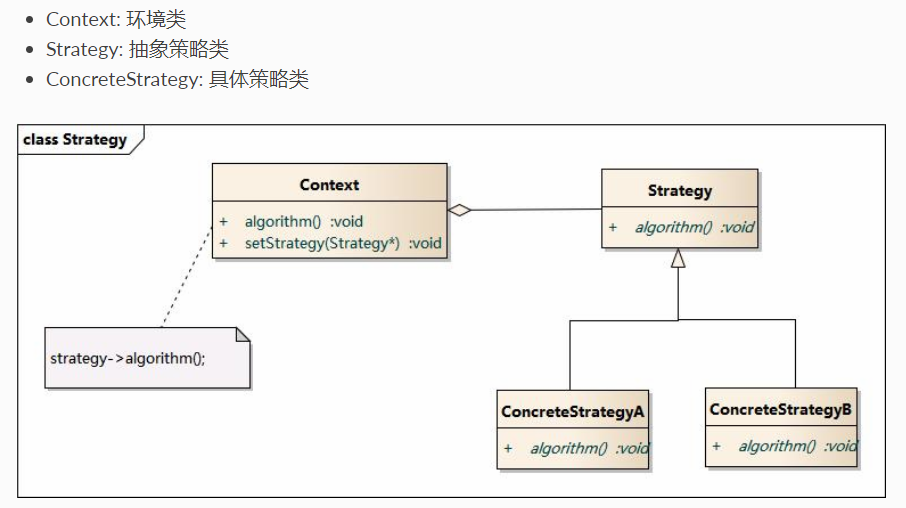 Context: 环境类
Strategy: 抽象策略类
ConcreteStrategy: 具体策略类
class Strategy
Context
+ algorithm() :void
+ setStrategy(Strategy*) :void
Strategy
+ algorithm() :void
strategy->algorithm();
ConcreteStrategyA
+ algorithm() :void
ConcreteStrategyB
+ algorithm() :void